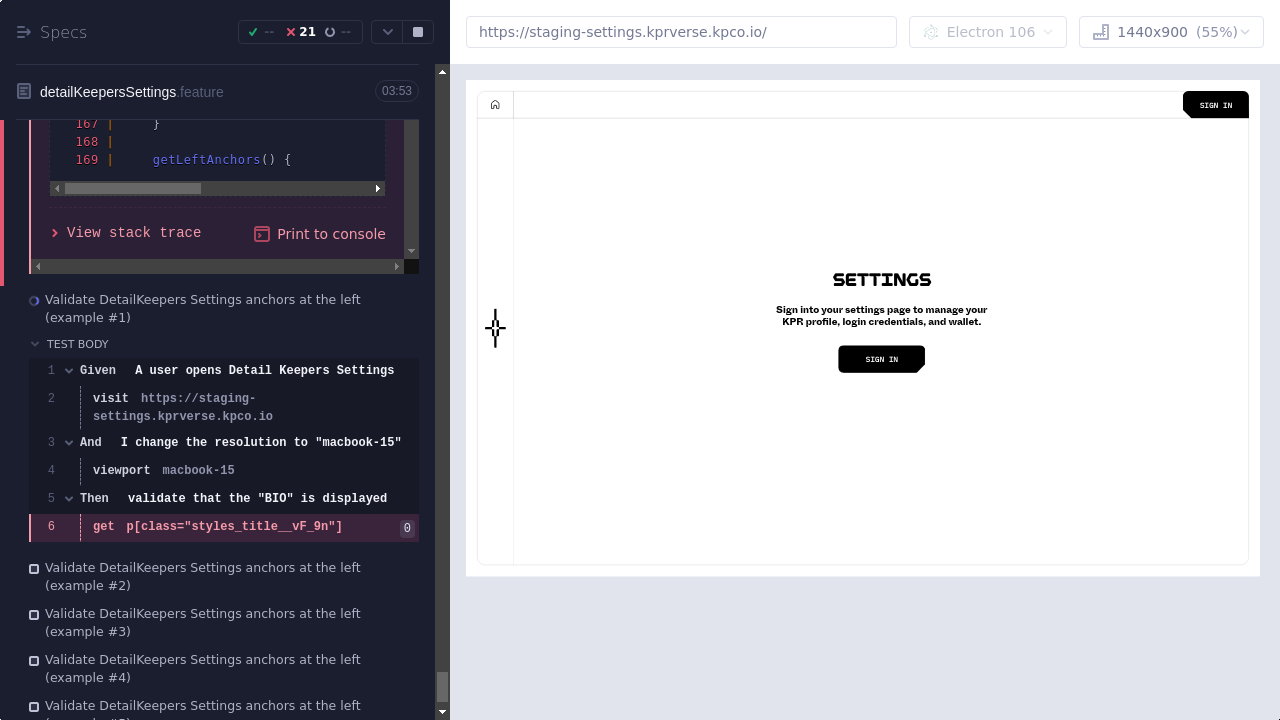 Specs
-- 21 --
detailKeepersSettings.feature
03:53
167 | }
168 |
169 | getLeftAnchors() {
View stack trace
Print to console
Validate DetailKeepers Settings anchors at the left
(example #1)
TEST BODY
1 Given A user opens Detail Keepers Settings
2 visit https://staging-
settings.kprverse.kpco.io
3 And I change the resolution to "macbook-15"
4 viewport macbook-15
5 Then validate that the "BIO" is displayed
6 get p[class="styles_title__vF_9n"] 0
Validate DetailKeepers Settings anchors at the left
(example #2)
Validate DetailKeepers Settings anchors at the left
(example #3)
Validate DetailKeepers Settings anchors at the left
(example #4)
Validate DetailKeepers Settings anchors at the left
https://staging-settings.kprverse.kpco.io/
Electron 106
1440x900 (55%)
SIGN IN
SETTINGS
Sign into your settings page to manage your
KPR profile, login credentials, and wallet.
SIGN IN